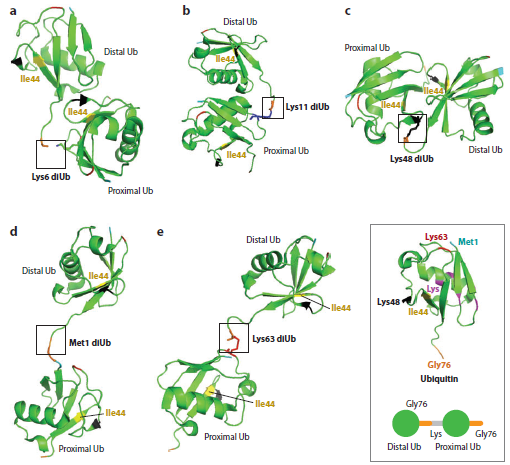 a
Distal Ub
Ile44
Ile44
Lys6 diUb
Proximal Ub
b
Distal Ub
Ile44
Lys11 diUb
Ile44
Proximal Ub
c
Proximal Ub
Ile44
Ile44
Lys48 diUb
Distal Ub
d
Distal Ub
Ile44
Met1 diUb
Ile44
Proximal Ub
e
Distal Ub
Ile44
Lys63 diUb
Ile44
Proximal Ub
Lys63
Met1
Lys
Lys48
Ile44
Gly76
Ubiquitin
Gly76
Lys
Gly76
Distal Ub
Proximal Ub